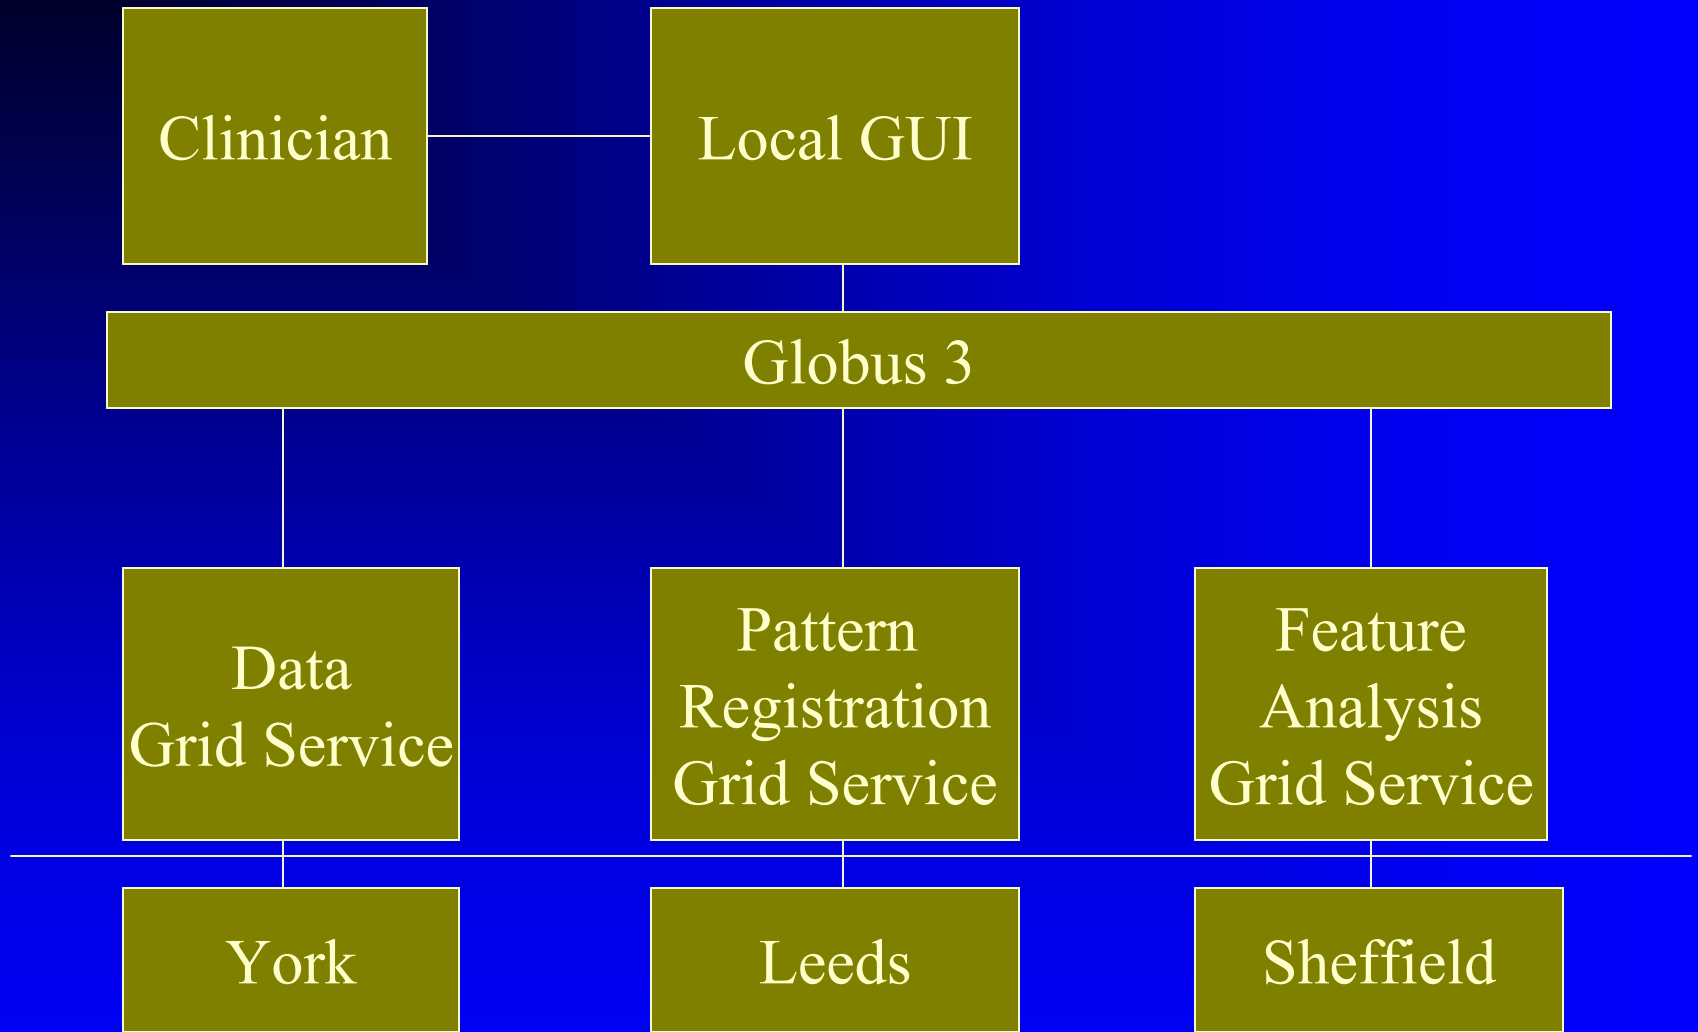 Clinician
Local GUI
Globus 3
Data
Grid Service
Pattern
Registration
Grid Service
Feature
Analysis
Grid Service
York
Leeds
Sheffield